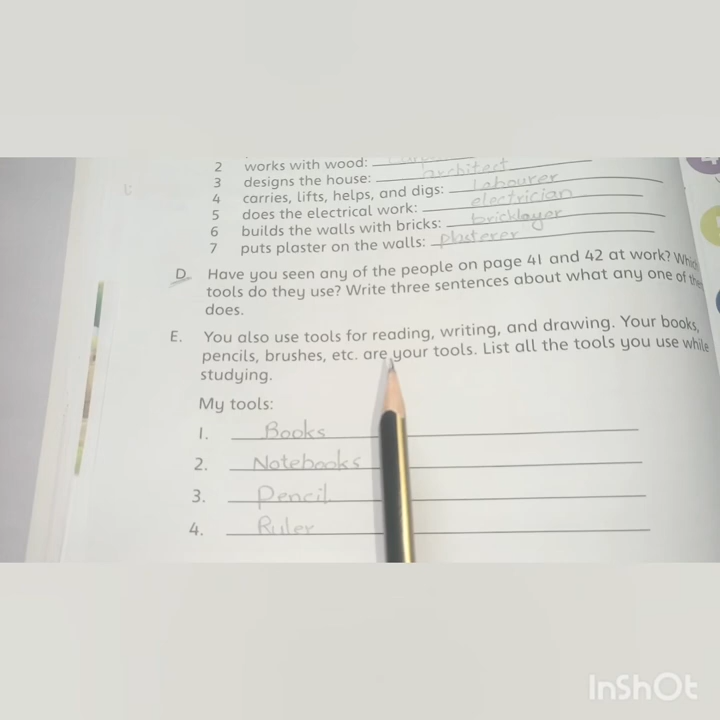 2 works with wood:
3 designs the house: architect
4 carries, lifts, helps, and digs: Labourer
5 does the electrical work: electrician
6 builds the walls with bricks: bricklayer
7 puts plaster on the walls: plasterer
D. Have you seen any of the people on page 41 and 42 at work?
tools do they use? Write three sentences about what any one of
does.
E. You also use tools for reading, writing, and drawing. Your books,
pencils, brushes, etc. are your tools. List all the tools you use while
studying.
My tools:
1. Books
2. Notebooks
3. Pencil
4. Ruler
InShOt